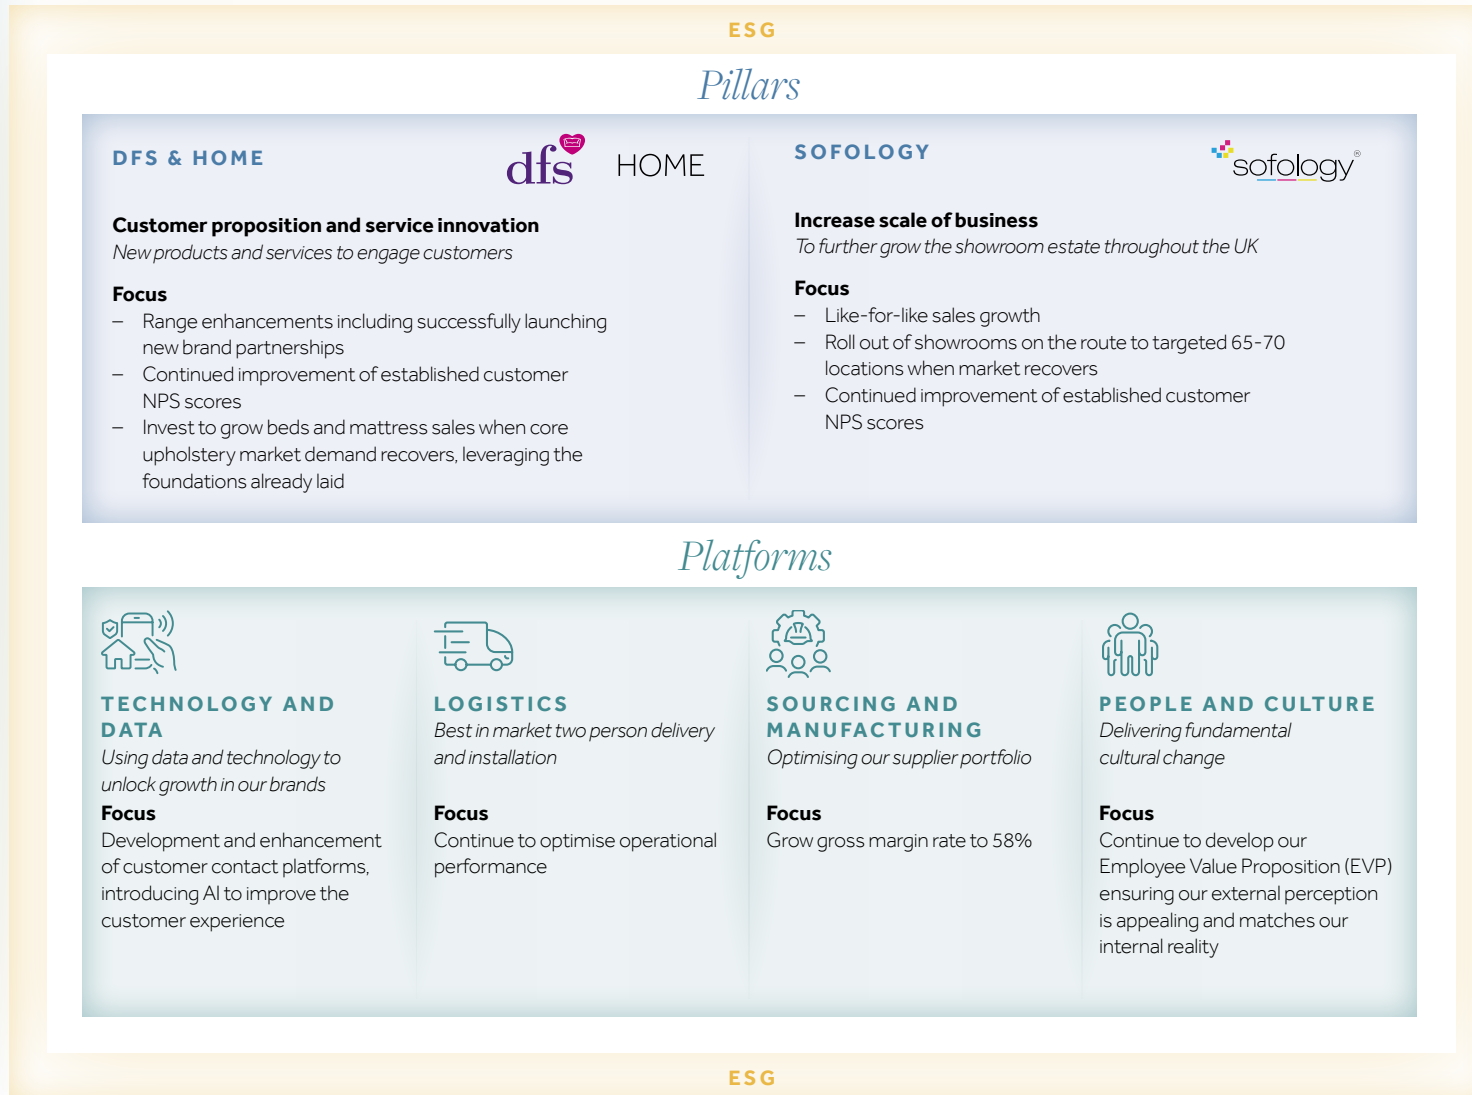 ESG
Pillars
DFS & HOME
dfs
HOME
Customer proposition and service innovation
New products and services to engage customers
Focus
– Range enhancements including successfully launching
new brand partnerships
– Continued improvement of established customer
NPS scores
– Invest to grow beds and mattress sales when core
upholstery market demand recovers, leveraging the
foundations already laid
SOFOLOGY
sofology®
Increase scale of business
To further grow the showroom estate throughout the UK
Focus
– Like-for-like sales growth
– Roll out of showrooms on the route to targeted 65-70
locations when market recovers
– Continued improvement of established customer
NPS scores
Platforms
TECHNOLOGY AND
DATA
Using data and technology to
unlock growth in our brands
Focus
Development and enhancement
of customer contact platforms,
introducing AI to improve the
customer experience
LOGISTICS
Best in market two person delivery
and installation
Focus
Continue to optimise operational
performance
SOURCING AND
MANUFACTURING
Optimising our supplier portfolio
Focus
Grow gross margin rate to 58%
PEOPLE AND CULTURE
Delivering fundamental
cultural change
Focus
Continue to develop our
Employee Value Proposition (EVP)
ensuring our external perception
is appealing and matches our
internal reality
ESG